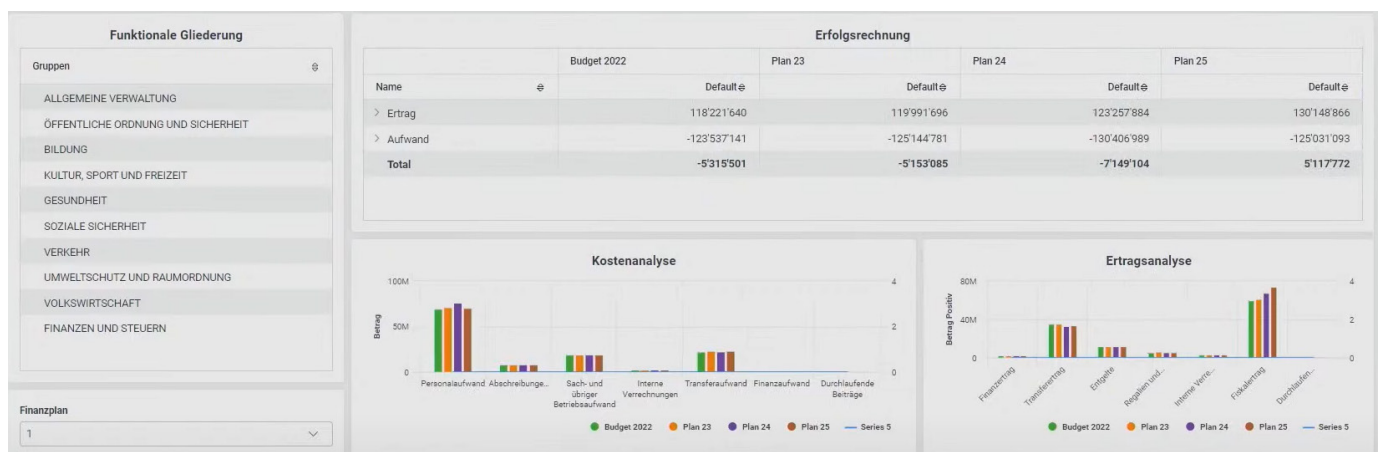 Funktionale Gliederung
Gruppen
ALLGEMEINE VERWALTUNG
ÖFFENTLICHE ORDNUNG UND SICHERHEIT
BILDUNG
KULTUR, SPORT UND FREIZEIT
GESUNDHEIT
SOZIALE SICHERHEIT
VERKEHR
UMWELTSCHUTZ UND RAUMORDNUNG
VOLKSWIRTSCHAFT
FINANZEN UND STEUERN
Finanzplan
1
Erfolgsrechnung
Budget 2022 Plan 23 Plan 24 Plan 25
Name Default Default Default Default
> Ertrag 118'221'640 119'991'696 123'257'884 130'148'866
> Aufwand -123'537'141 -125'144'781 -130'406'989 -125'031'093
Total -5'315'501 -5'153'085 -7'149'104 5'117'772
Kostenanalyse
100M 4
Betrag
50M 2
0 0
Personalaufwand Abschreibunge... Sach- und Interne Transferaufwand Finanzaufwand Durchlaufende
übriger Verrechnungen Beiträge
Betriebsaufwand
Budget 2022 Plan 23 Plan 24 Plan 25 Series 5
Ertragsanalyse
80M 4
Betrag Positiv
40M 2
0 0
Finanzertrag Transferertrag Entgelte Regalien und... Interne Verre... Fiskalertrag Durchlaufen...
Budget 2022 Plan 23 Plan 24 Plan 25 Series 5